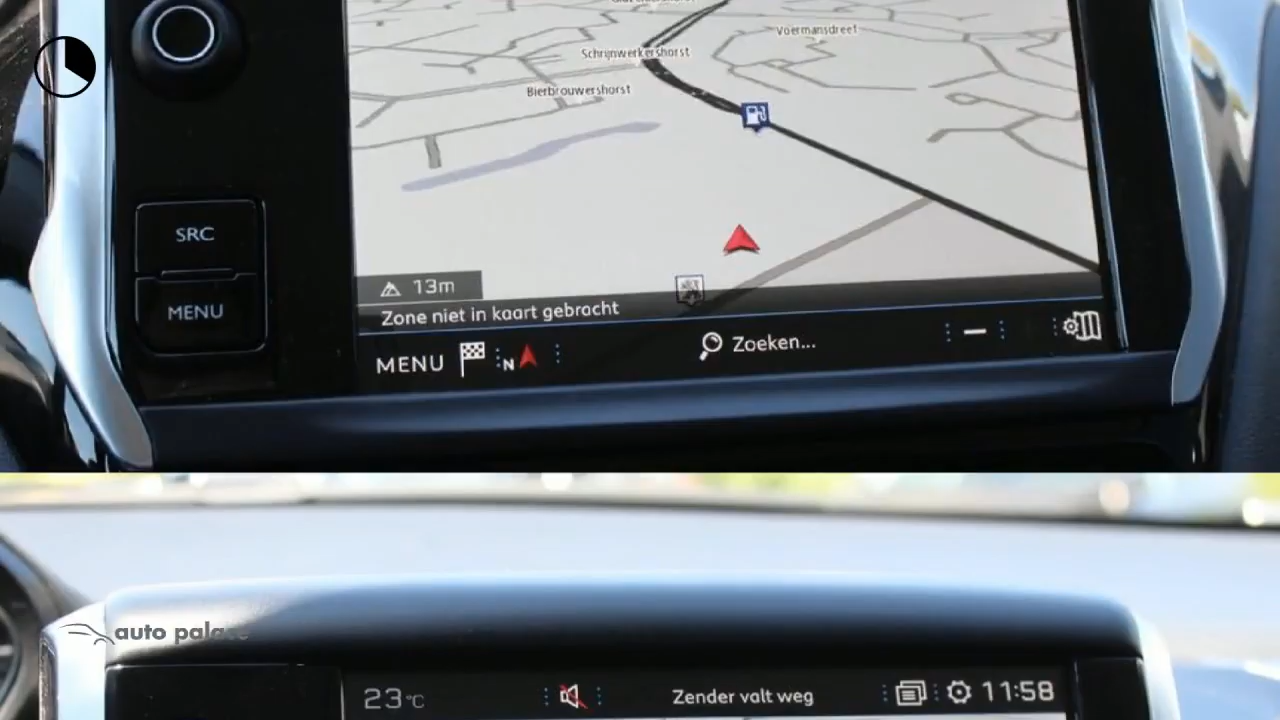 Voermansdreet
Schrijnwerkershorst
Bierbrouwershorst
SRC
MENU
13m
Zone niet in kaart gebracht
MENU
N
Zoeken...
auto palace
23°C
Zender valt weg
11:58